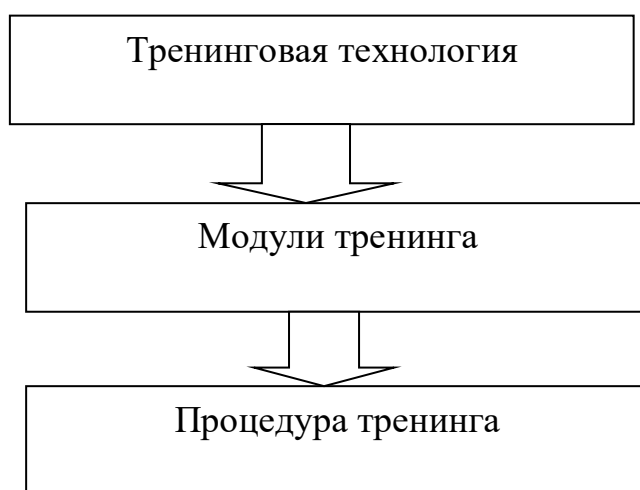 Тренинговая технология
Модули тренинга
Процедура тренинга